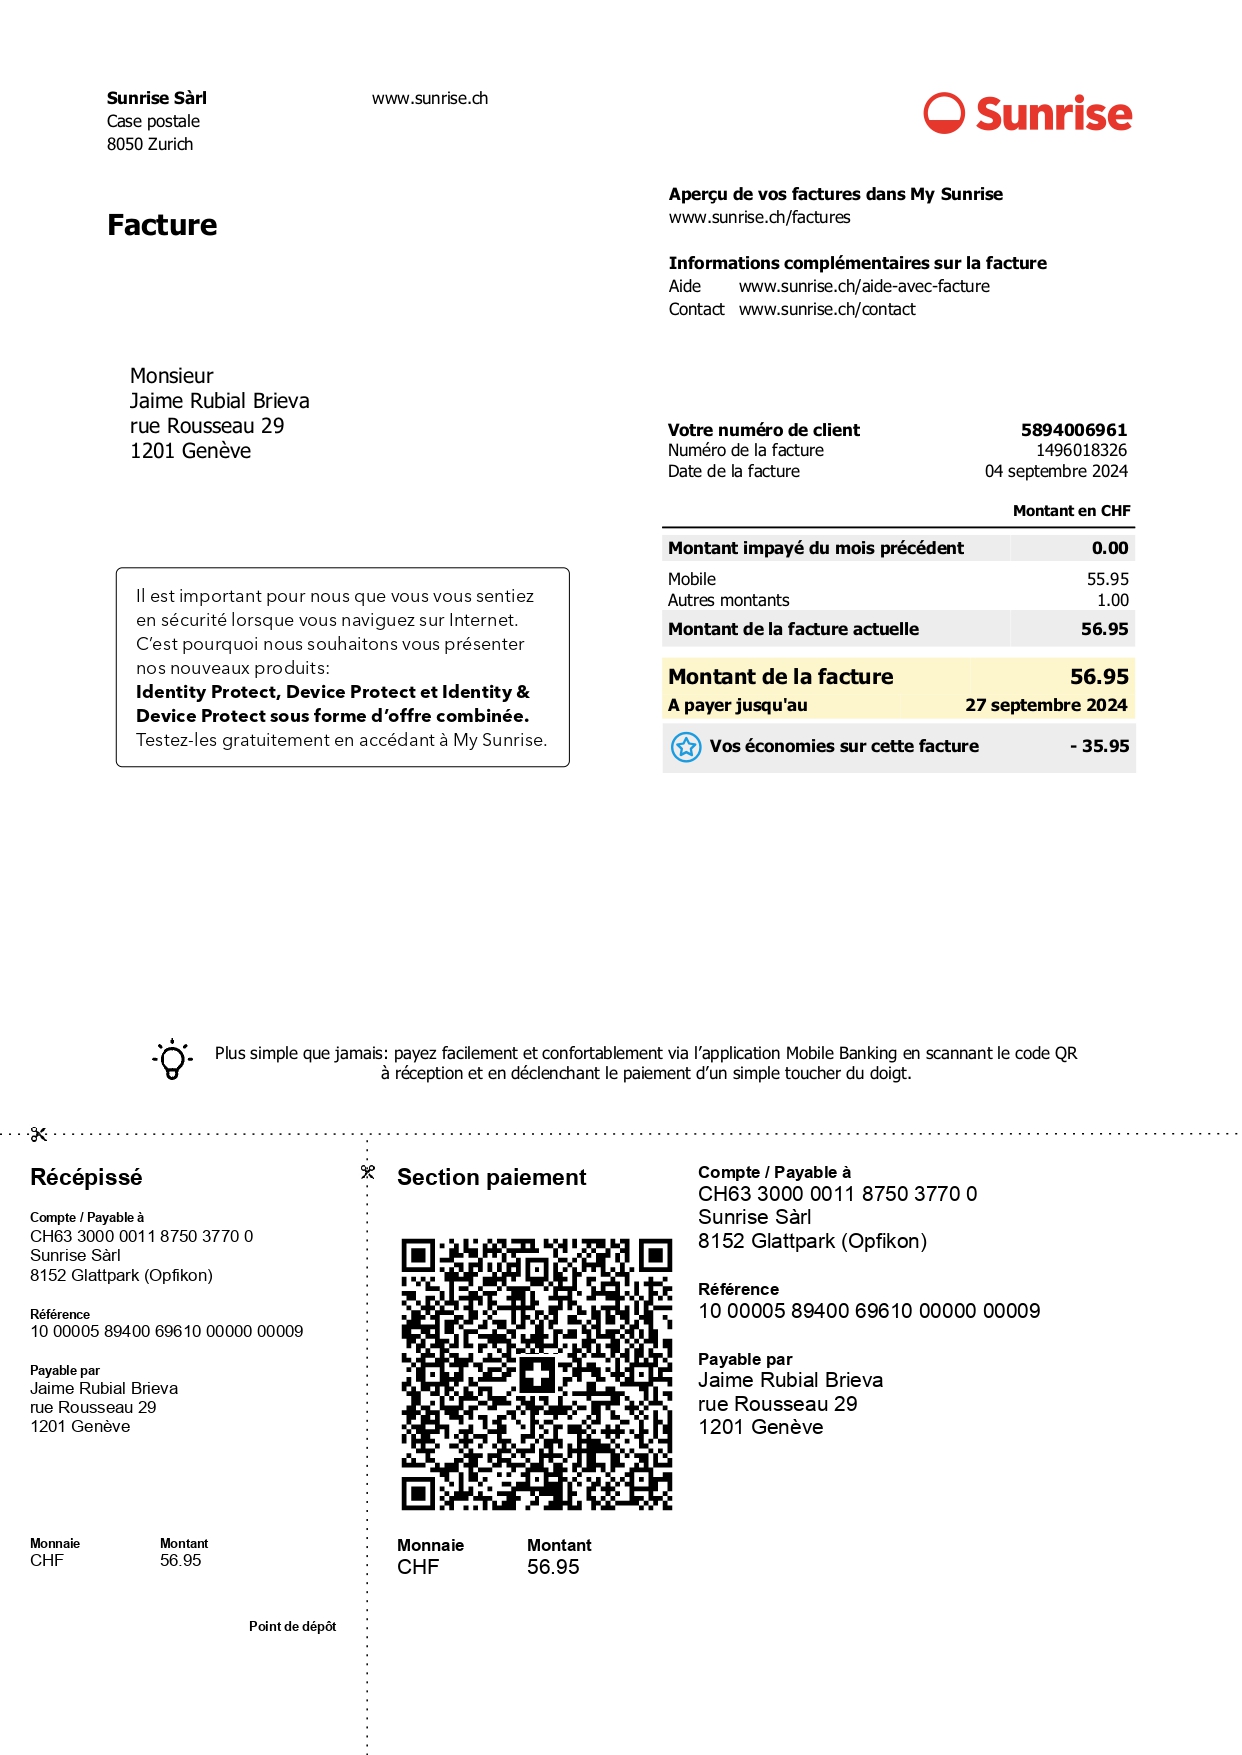 Sunrise Sàrl
Case postale
8050 Zurich
www.sunrise.ch
Sunrise
Facture
Aperçu de vos factures dans My Sunrise
www.sunrise.ch/factures
Informations complémentaires sur la facture
Aide www.sunrise.ch/aide-avec-facture
Contact www.sunrise.ch/contact
Monsieur
Jaime Rubial Brieva
rue Rousseau 29
1201 Genève
Votre numéro de client 5894006961
Numéro de la facture 1496018326
Date de la facture 04 septembre 2024
Montant en CHF
Montant impayé du mois précédent 0.00
Mobile 55.95
Autres montants 1.00
Montant de la facture actuelle 56.95
Montant de la facture 56.95
A payer jusqu'au 27 septembre 2024
Vos économies sur cette facture - 35.95
Il est important pour nous que vous vous sentiez
en sécurité lorsque vous naviguez sur Internet.
C’est pourquoi nous souhaitons vous présenter
nos nouveaux produits:
Identity Protect, Device Protect et Identity &
Device Protect sous forme d’offre combinée.
Testez-les gratuitement en accédant à My Sunrise.
Plus simple que jamais: payez facilement et confortablement via l’application Mobile Banking en scannant le code QR
à réception et en déclenchant le paiement d’un simple toucher du doigt.
Récépissé
Compte / Payable à
CH63 3000 0011 8750 3770 0
Sunrise Sàrl
8152 Glattpark (Opfikon)
Référence
10 00005 89400 69610 00000 00009
Payable par
Jaime Rubial Brieva
rue Rousseau 29
1201 Genève
Monnaie Montant
CHF 56.95
Point de dépôt
Section paiement
Monnaie Montant
CHF 56.95
Compte / Payable à
CH63 3000 0011 8750 3770 0
Sunrise Sàrl
8152 Glattpark (Opfikon)
Référence
10 00005 89400 69610 00000 00009
Payable par
Jaime Rubial Brieva
rue Rousseau 29
1201 Genève